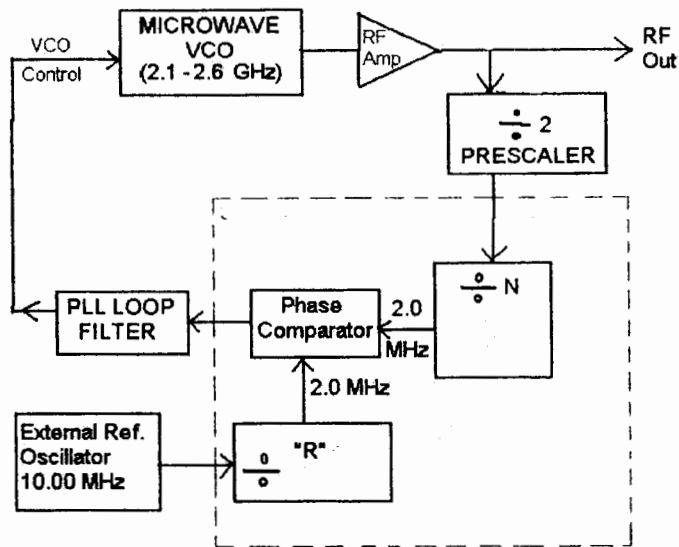 VCO
Control
MICROWAVE
VCO
(2.1 - 2.6 GHz)
RF
Amp
RF
Out
÷ 2
PRESCALER
÷ N
2.0
MHz
Phase
Comparator
PLL LOOP
FILTER
2.0 MHz
External Ref.
Oscillator
10.00 MHz
÷ "R"